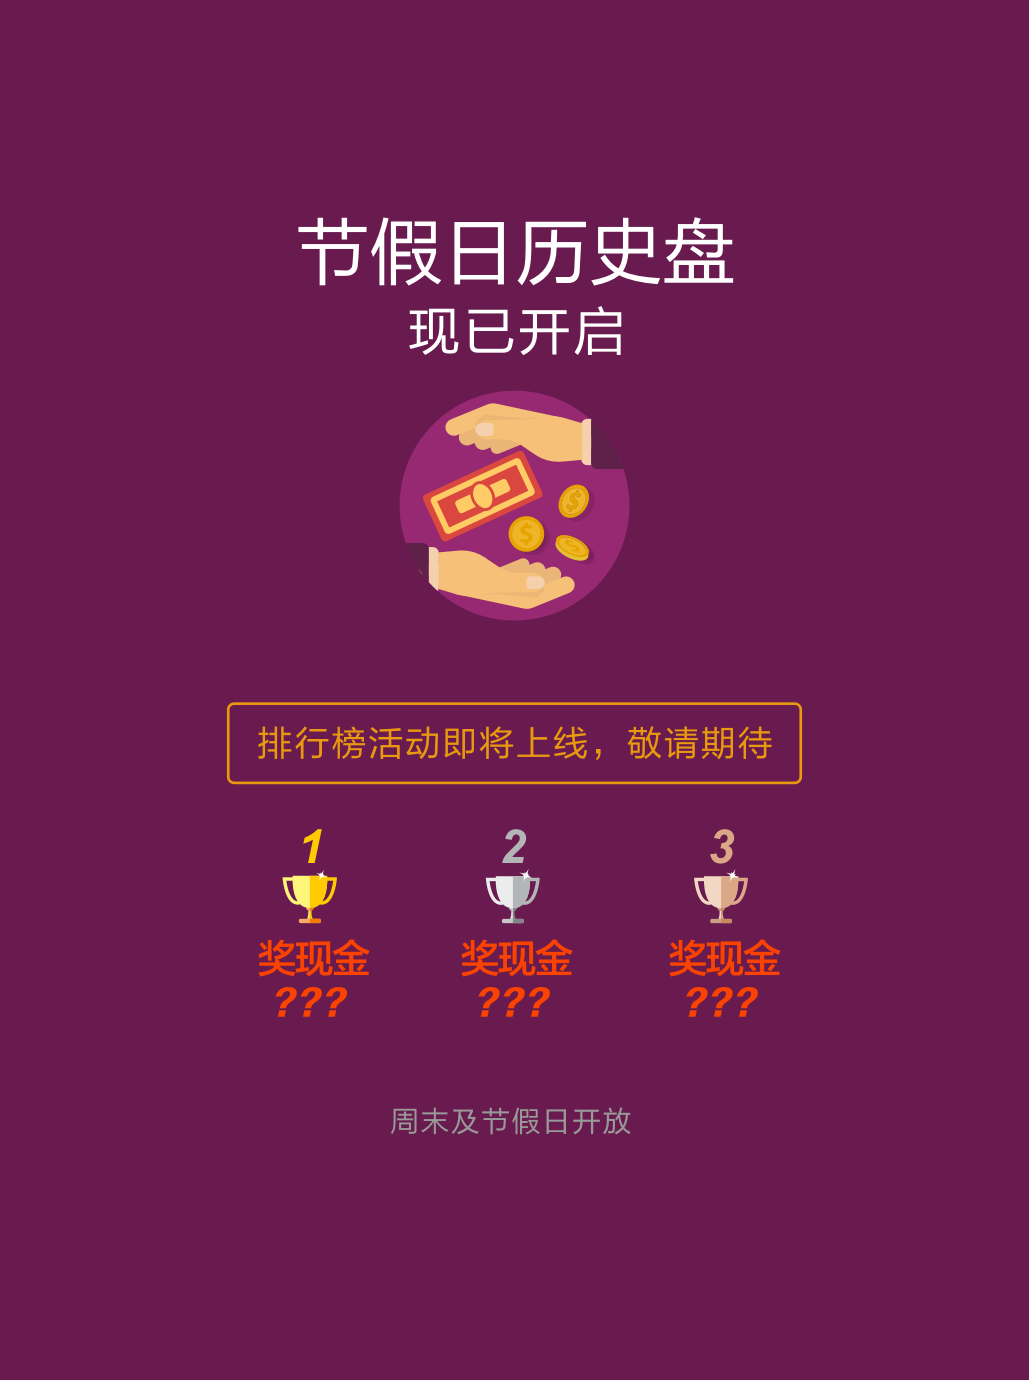 节假日历史盘
现已开启
排行榜活动即将上线，敬请期待
1 2 3
奖现金 奖现金 奖现金
??? ??? ???
周末及节假日开放